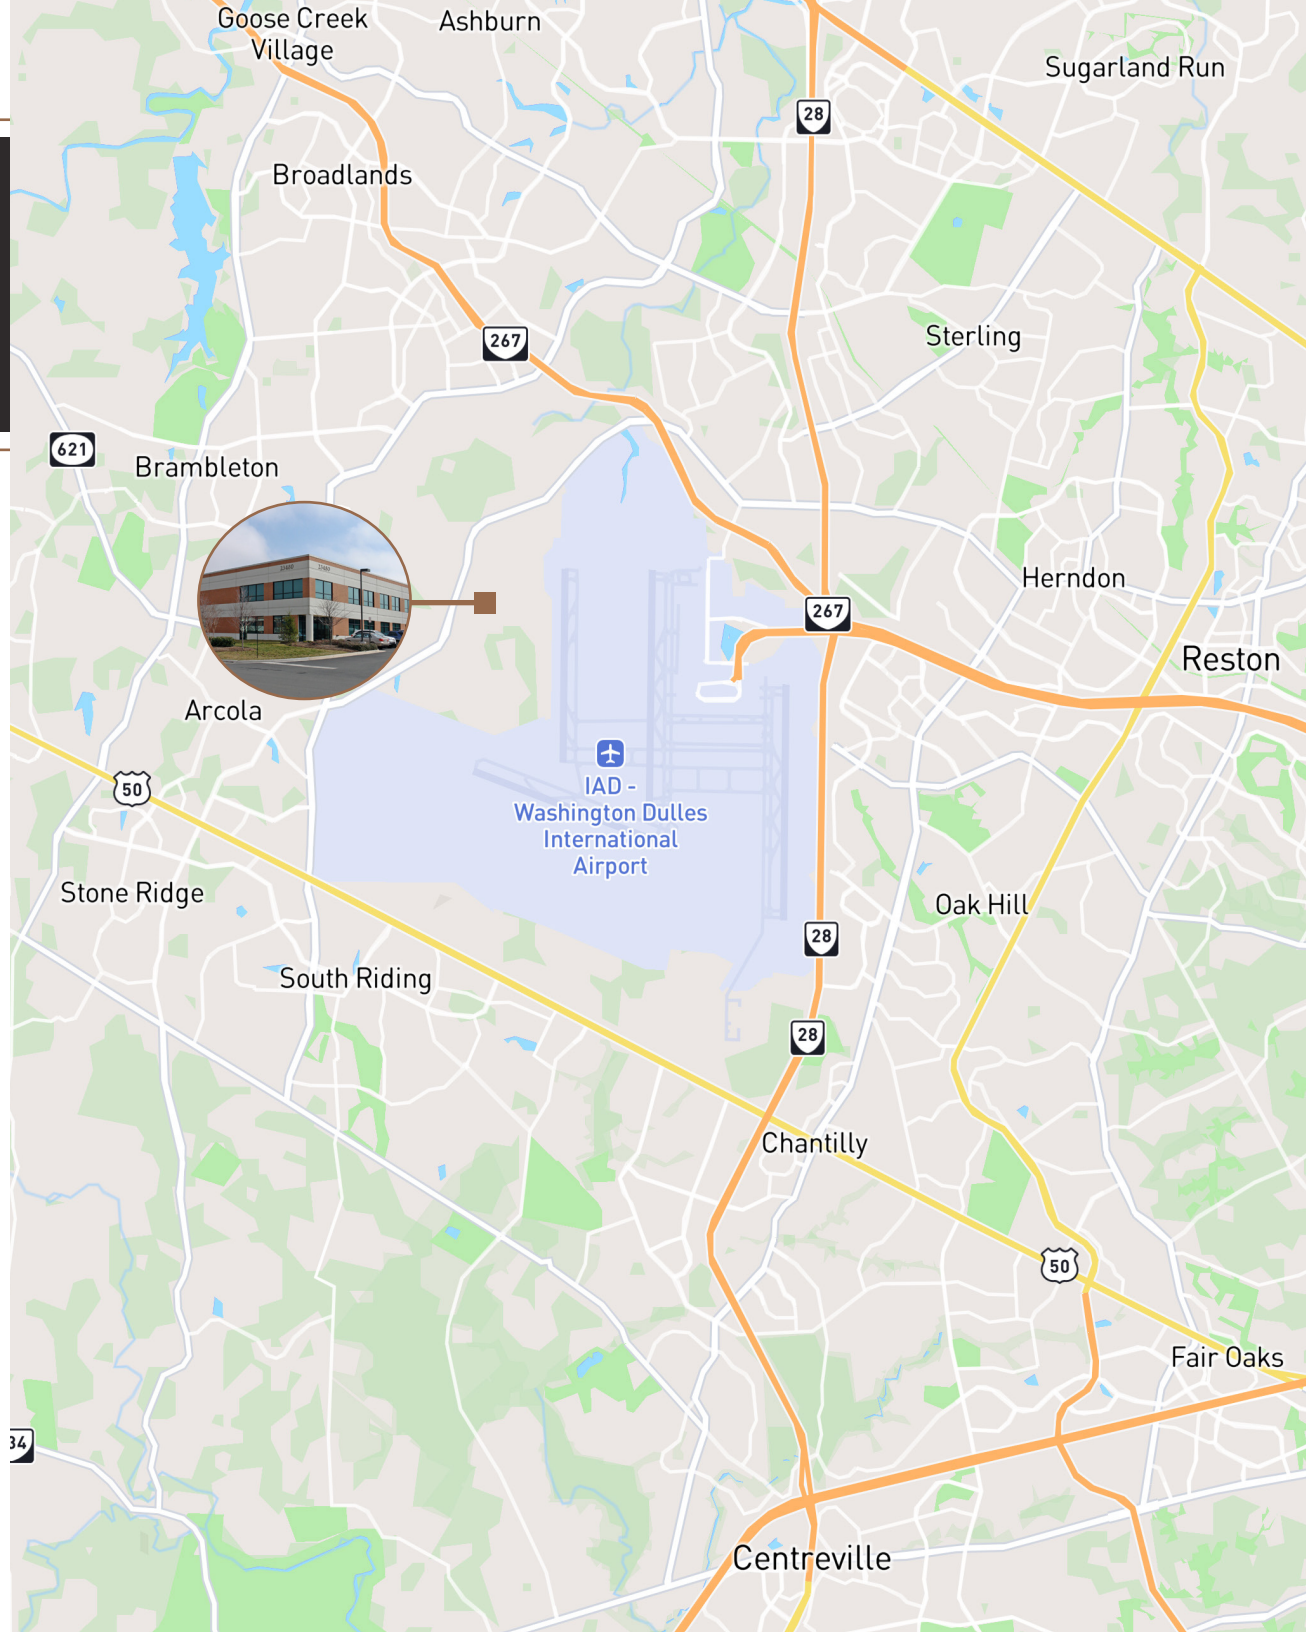 Goose Creek
Village
Ashburn
Sugarland Run
28
Broadlands
267
Sterling
621
Brambleton
Herndon
267
Reston
Arcola
50
IAD -
Washington Dulles
International
Airport
Stone Ridge
Oak Hill
28
South Riding
28
Chantilly
50
Fair Oaks
34
Centreville